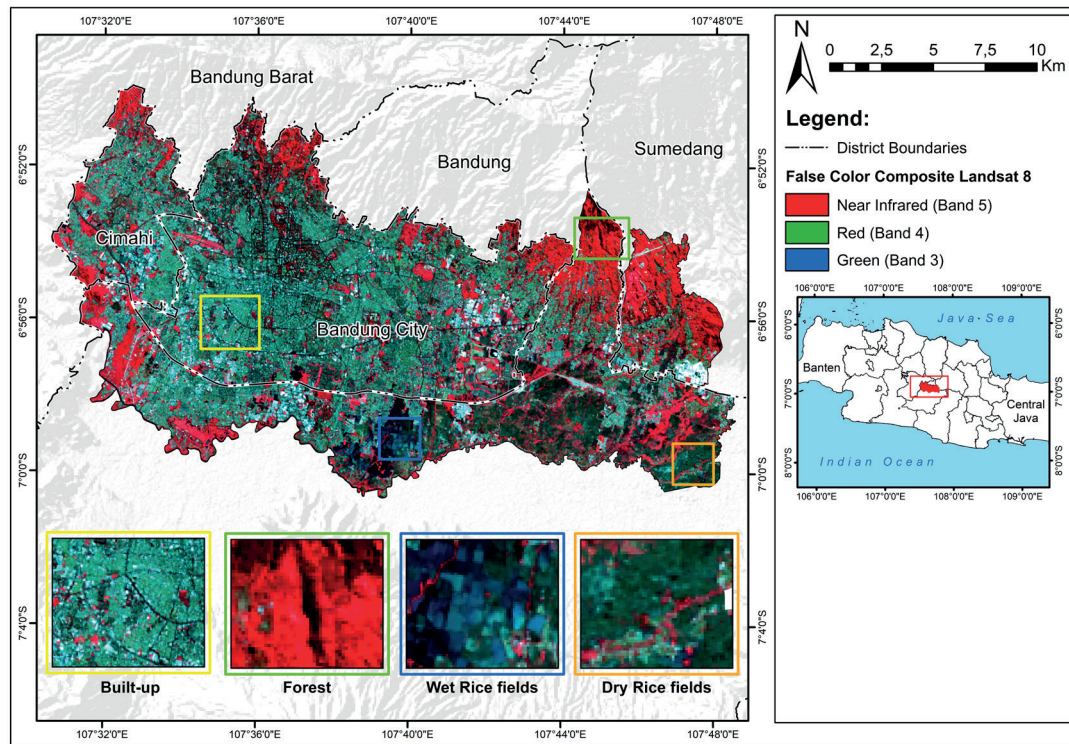 107°32'0"E 107°36'0"E 107°40'0"E 107°44'0"E 107°48'0"E
6°52'0"S
6°56'0"S
7°0'0"S
7°4'0"S
Bandung Barat
Bandung
Sumedang
Cimahi
Bandung City
6°52'0"S
6°56'0"S
7°0'0"S
7°4'0"S
Built-up
Forest
Wet Rice fields
Dry Rice fields
107°32'0"E 107°36'0"E 107°40'0"E 107°44'0"E 107°48'0"E
N
0 2,5 5 7,5 10
Km
Legend:
District Boundaries
False Color Composite Landsat 8
Near Infrared (Band 5)
Red (Band 4)
Green (Band 3)
106°0'0"E 107°0'0"E 108°0'0"E 109°0'0"E
6°0'0"S
7°0'0"S
8°0'0"S
Java-Sea
Banten
Central
Java
Indian Ocean
6°0'0"S
7°0'0"S
8°0'0"S
106°0'0"E 107°0'0"E 108°0'0"E 109°0'0"E